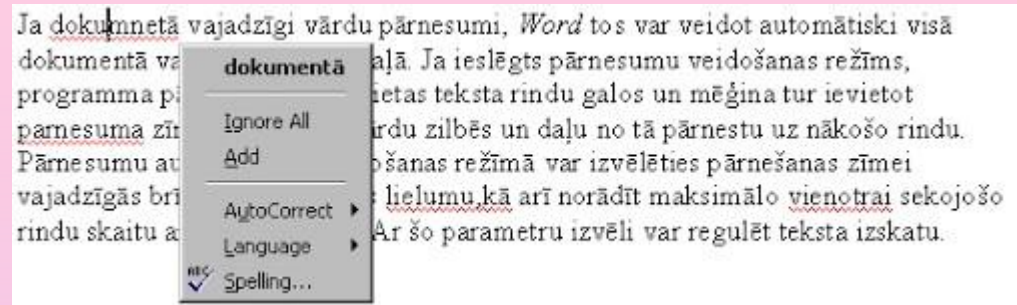 Ja dokumnetā vajadzīgi vārdu pārnesumi, Word tos var veidot automātiski visā
dokumentā va aļā. Ja ieslēgts pārnesumu veidošanas režīms,
programma p ietas teksta rindu galos un mēģina tur ievietot
parnesuma zī rdu zilbēs un daļu no tā pārnestu uz nākošo rindu.
Pārnesumu au ošanas režīmā var izvēlēties pārnešanas zīmei
vajadzīgās brī s lielumu,kā arī norādīt maksimālo vienotrai sekojošo
rindu skaitu a Ar šo parametru izvēli var regulēt teksta izskatu.
dokumentā
Ignore All
Add
AutoCorrect
Language
Spelling...